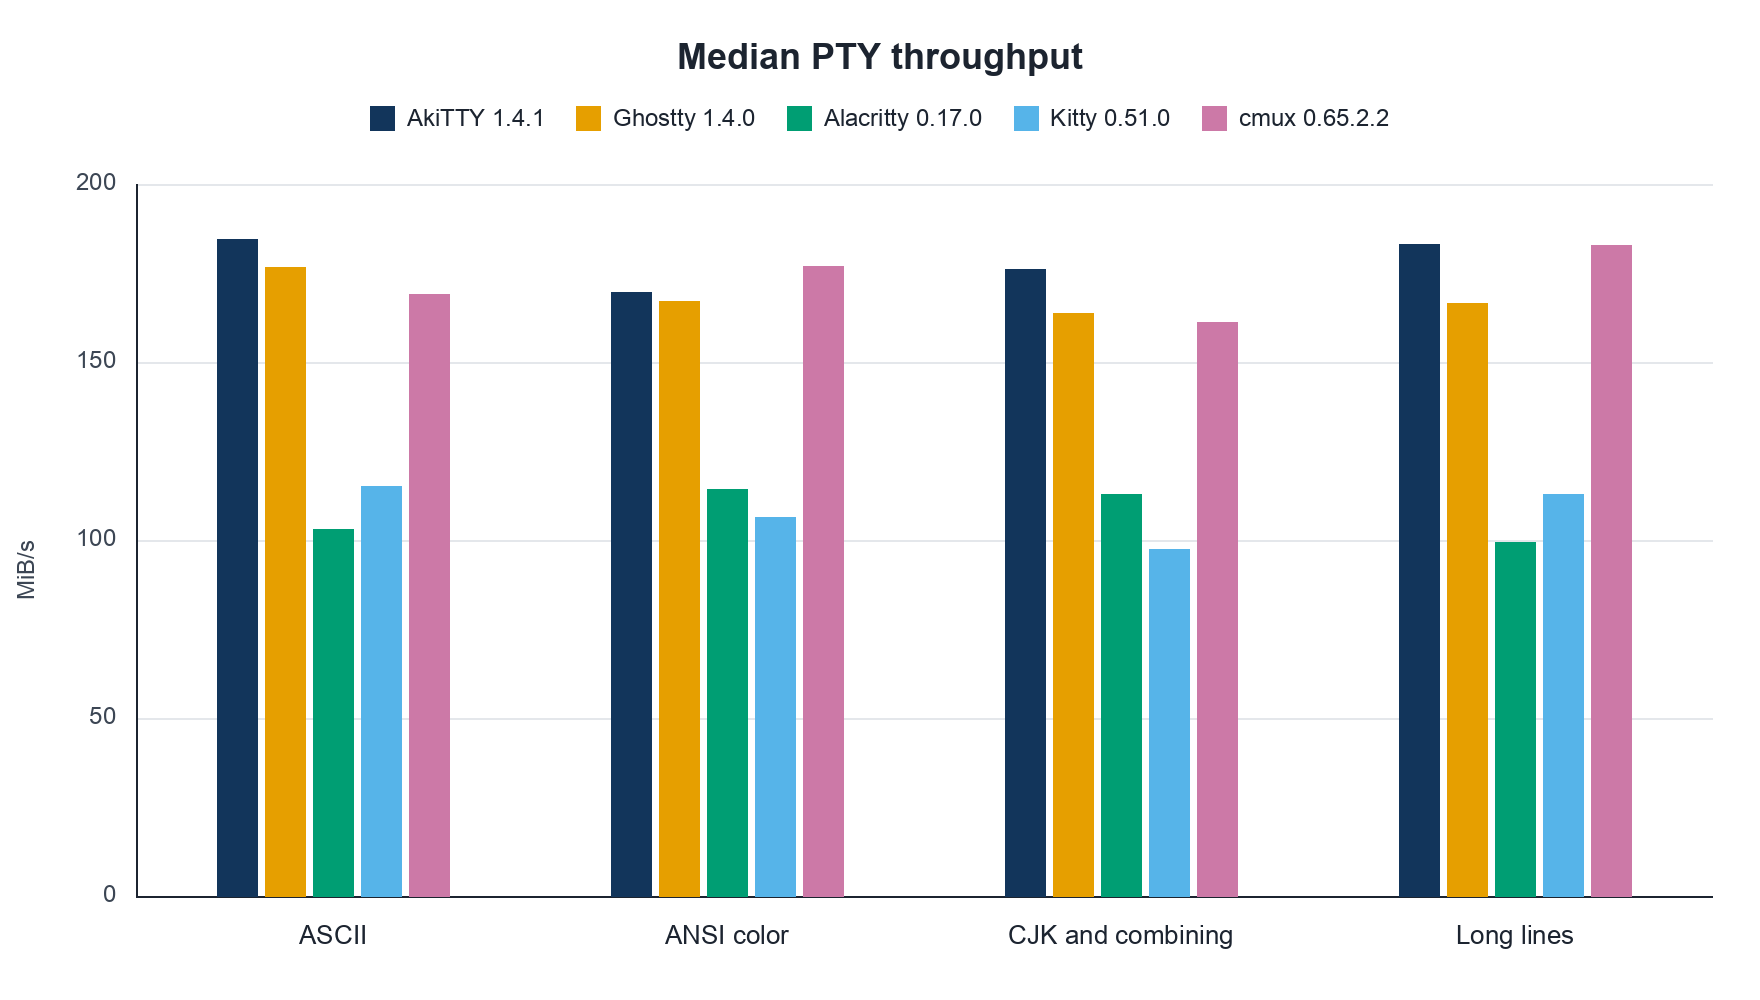 Median PTY throughput
AkiTTY 1.4.1 Ghostty 1.4.0 Alacritty 0.17.0 Kitty 0.51.0 cmux 0.65.2.2
200
150
100
50
0
MiB/s
ASCII ANSI color CJK and combining Long lines